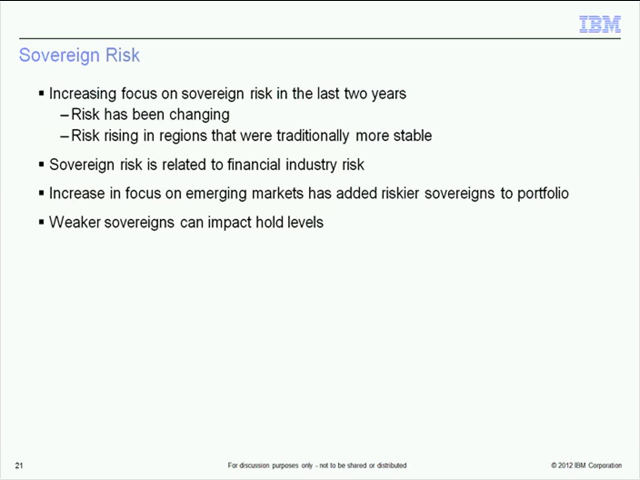 IBM
Sovereign Risk
▪ Increasing focus on sovereign risk in the last two years
– Risk has been changing
– Risk rising in regions that were traditionally more stable
▪ Sovereign risk is related to financial industry risk
▪ Increase in focus on emerging markets has added riskier sovereigns to portfolio
▪ Weaker sovereigns can impact hold levels
21
For discussion purposes only - not to be shared or distributed
© 2012 IBM Corporation